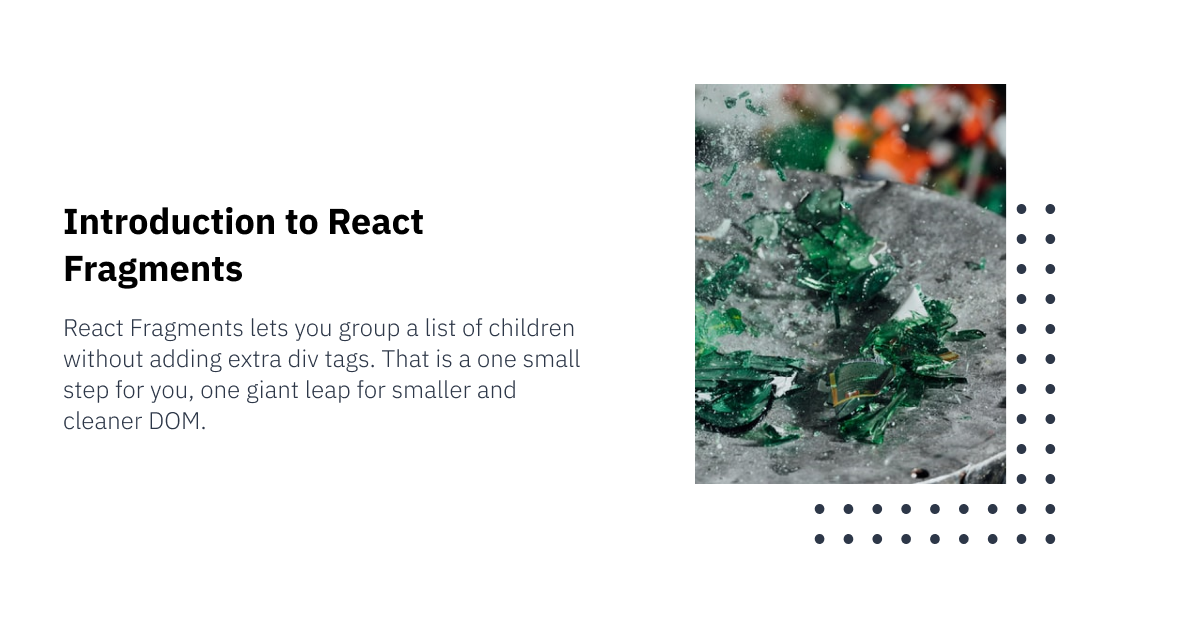 Introduction to React
Fragments
React Fragments lets you group a list of children
without adding extra div tags. That is a one small
step for you, one giant leap for smaller and
cleaner DOM.